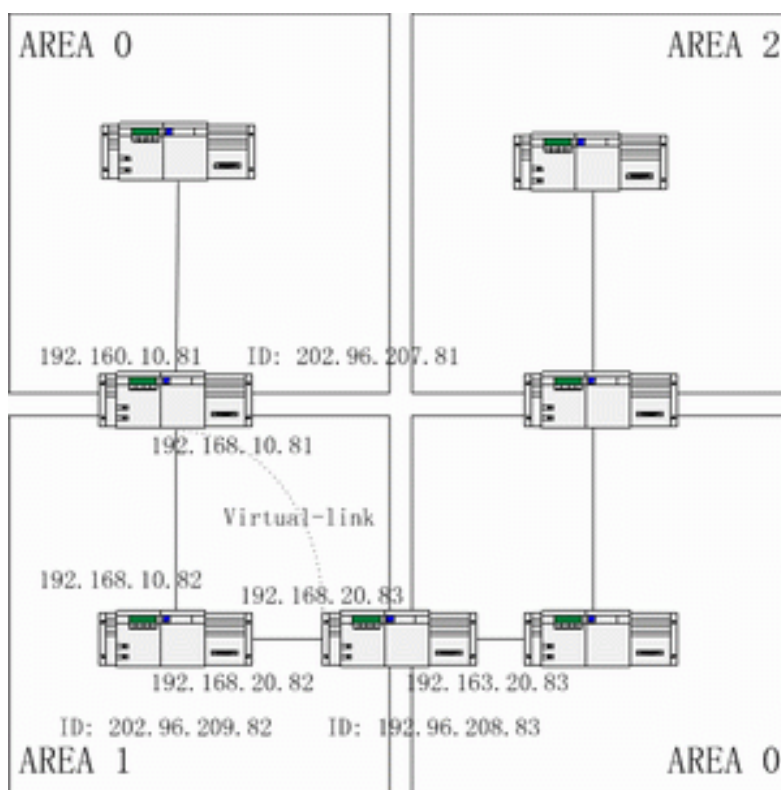 AREA 0
AREA 2
192.160.10.81
ID: 202.96.207.81
192.168.10.81
Virtual-link
192.168.10.82
192.168.20.83
192.168.20.82
192.163.20.83
ID: 202.96.209.82
ID: 192.96.208.83
AREA 1
AREA 0